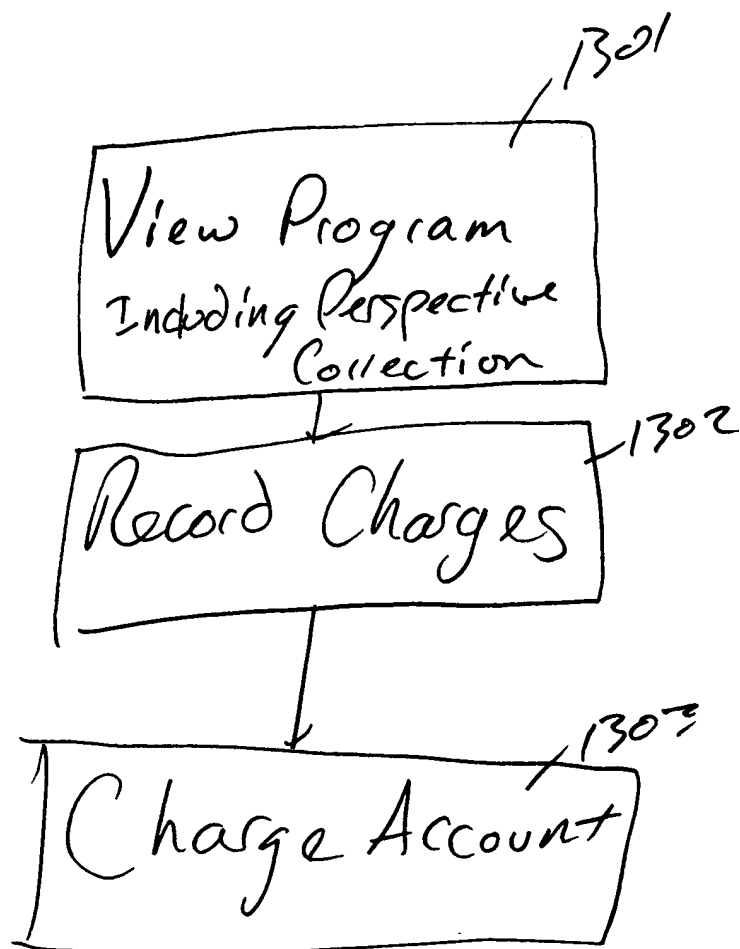 1301
View Program
Including Perspective
Collection
1302
Record Charges
1303
Charge Account